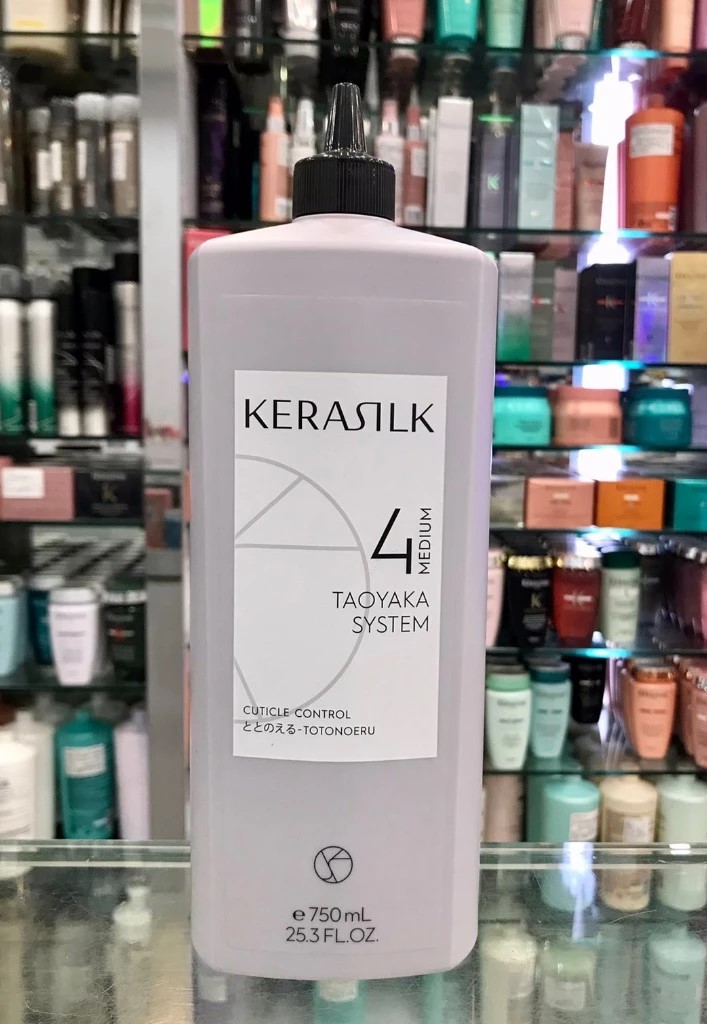 KERASILK
4
MEDIUM
TAOYAKA
SYSTEM
CUTICLE CONTROL
ととのえる-TOTONOERU
e 750 mL
25.3 FL.OZ.